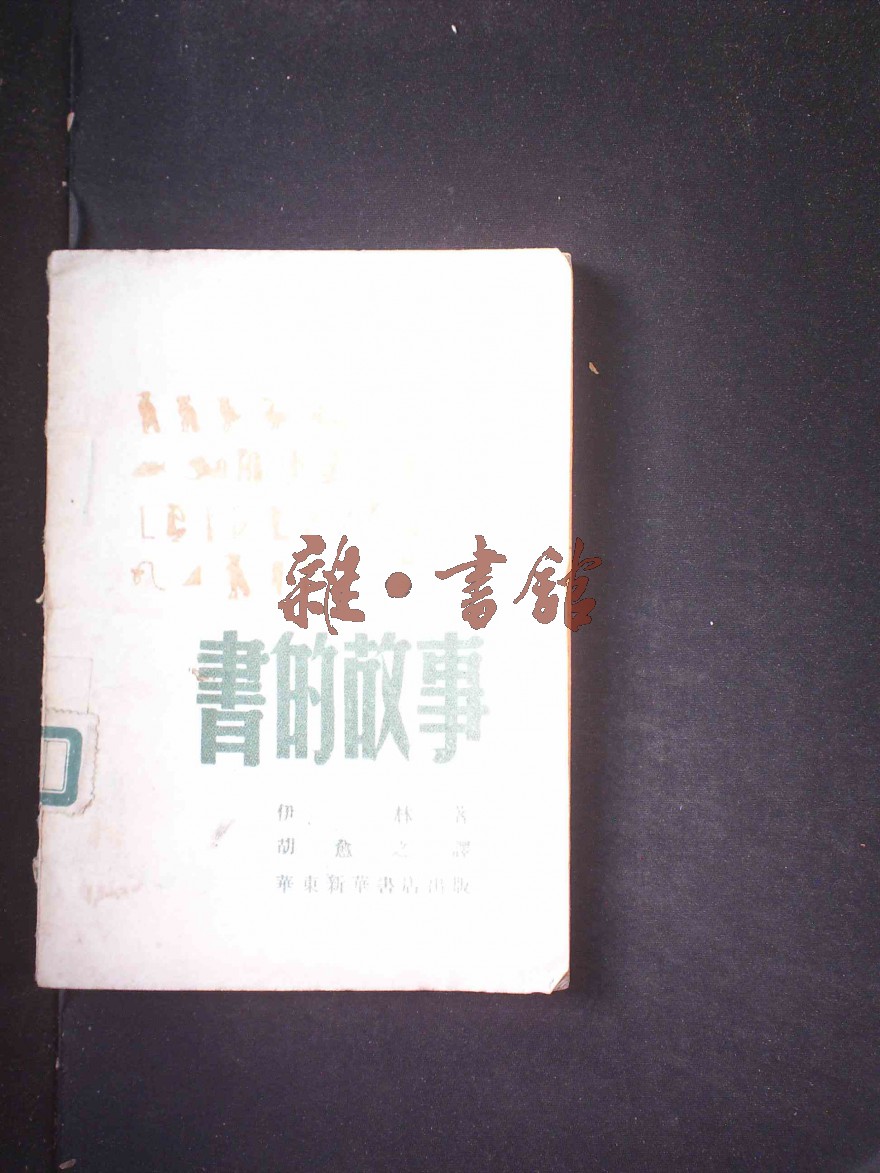 雜·書館
書的故事
伊林著
胡愈之譯
華東新華書店出版